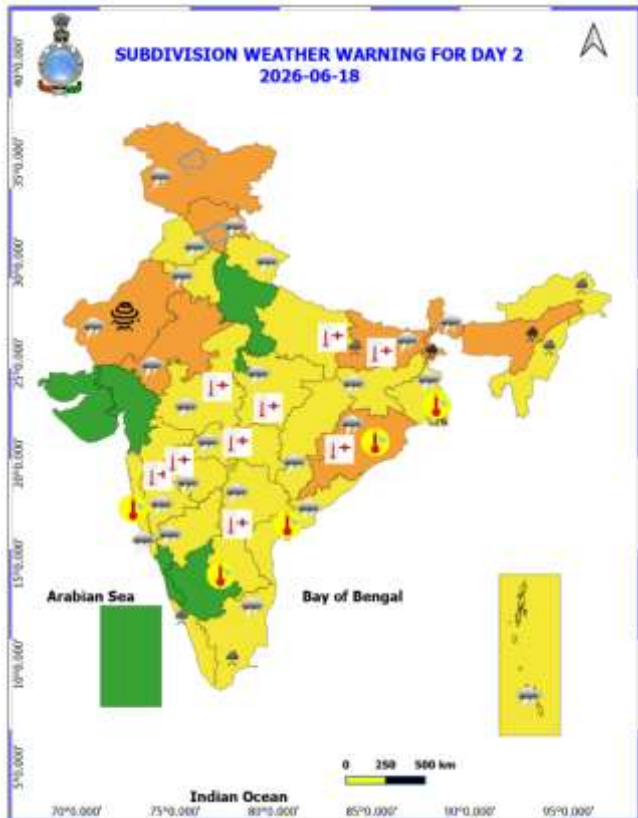 SUBDIVISION WEATHER WARNING FOR DAY 2
2026-06-18
40°0.000'
35°0.000'
30°0.000'
25°0.000'
20°0.000'
15°0.000'
10°0.000'
5°0.000'
Arabian Sea
Bay of Bengal
0 250 500 km
Indian Ocean
70°0.000' 75°0.000' 80°0.000' 85°0.000' 90°0.000' 95°0.000'